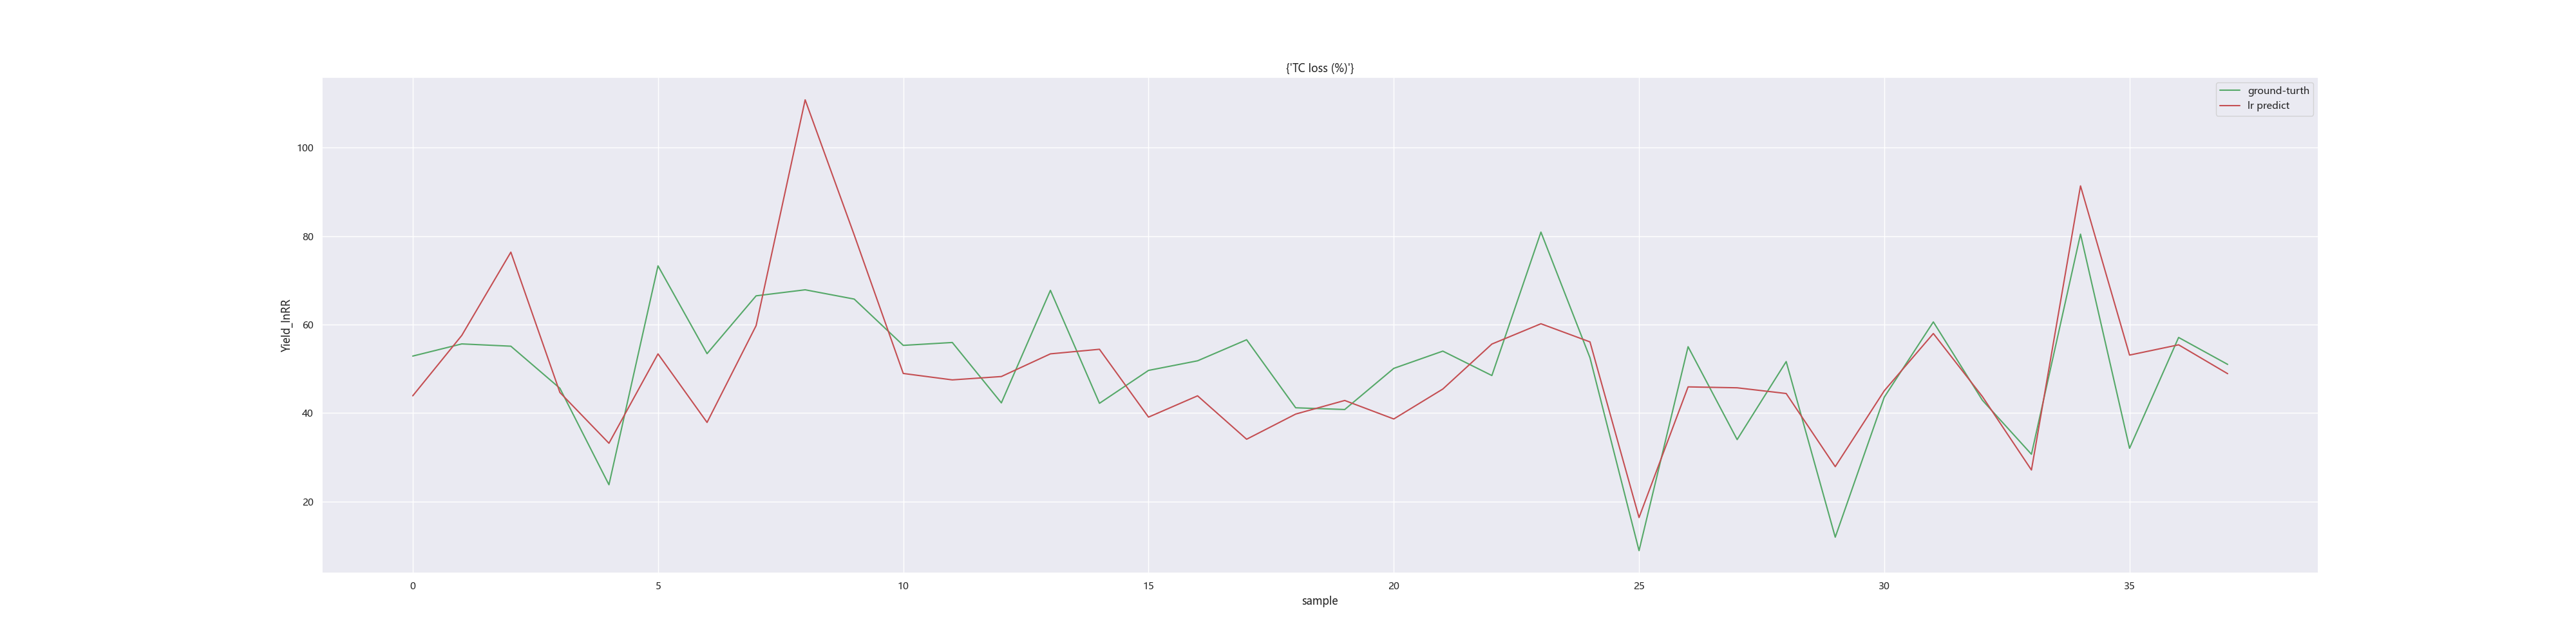 {'TC loss (%)'}
ground-turth
lr predict
100
80
60
40
20
Yield_lnRR
0 5 10 15 20 25 30 35
sample